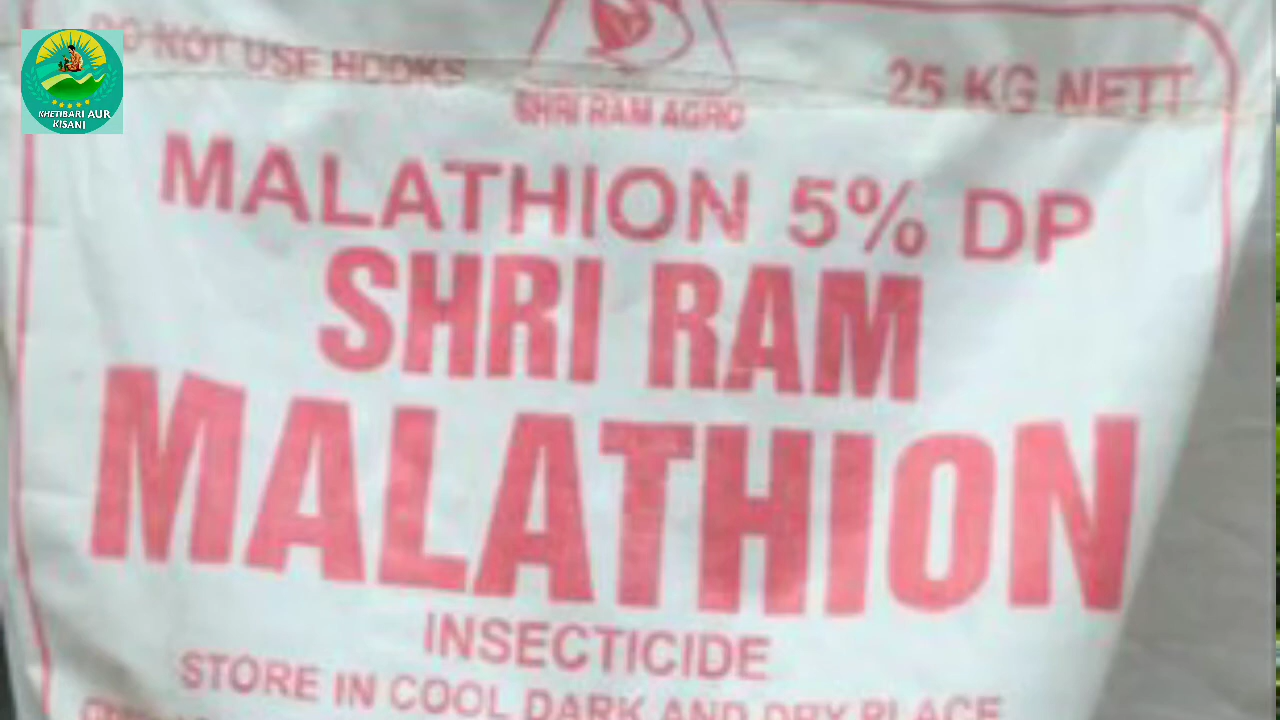 KHETIBARI AUR
KISANI
DO NOT USE HOOKS
SHRI RAM AGRO
25 KG NETT
MALATHION 5% DP
SHRI RAM
MALATHION
INSECTICIDE
STORE IN COOL DARK AND DRY PLACE